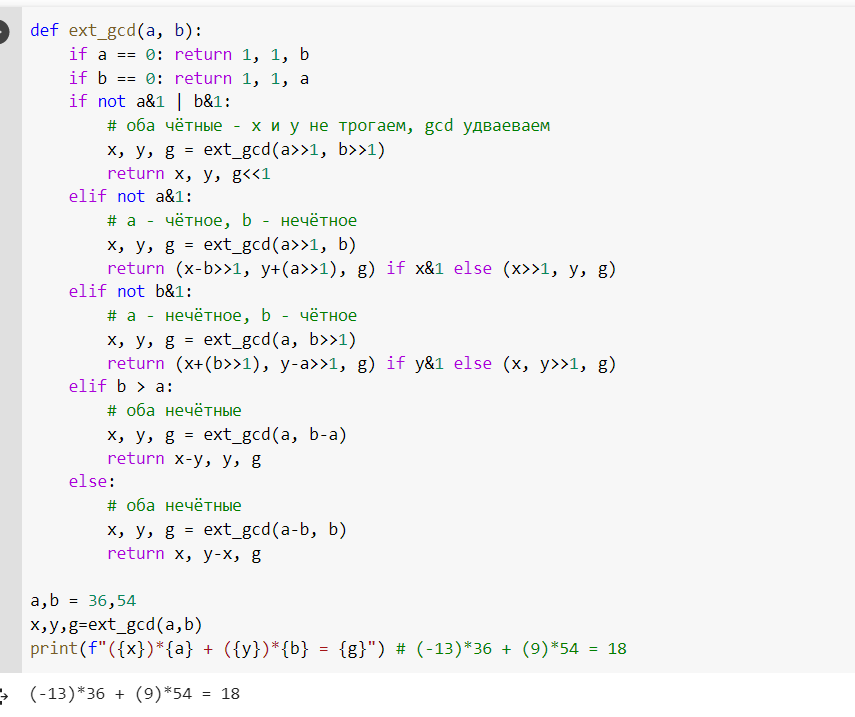 def ext_gcd(a, b):
    if a == 0: return 1, 1, b
    if b == 0: return 1, 1, a
    if not a&1 | b&1:
        # оба чётные - x и y не трогаем, gcd удваеваем
        x, y, g = ext_gcd(a>>1, b>>1)
        return x, y, g<<1
    elif not a&1:
        # a - чётное, b - нечётное
        x, y, g = ext_gcd(a>>1, b)
        return (x-b>>1, y+(a>>1), g) if x&1 else (x>>1, y, g)
    elif not b&1:
        # a - нечётное, b - чётное
        x, y, g = ext_gcd(a, b>>1)
        return (x+(b>>1), y-a>>1, g) if y&1 else (x, y>>1, g)
    elif b > a:
        # оба нечётные
        x, y, g = ext_gcd(a, b-a)
        return x-y, y, g
    else:
        # оба нечётные
        x, y, g = ext_gcd(a-b, b)
        return x, y-x, g
a,b = 36,54
x,y,g=ext_gcd(a,b)
print(f"({x})*{a} + ({y})*{b} = {g}") # (-13)*36 + (9)*54 = 18
(-13)*36 + (9)*54 = 18